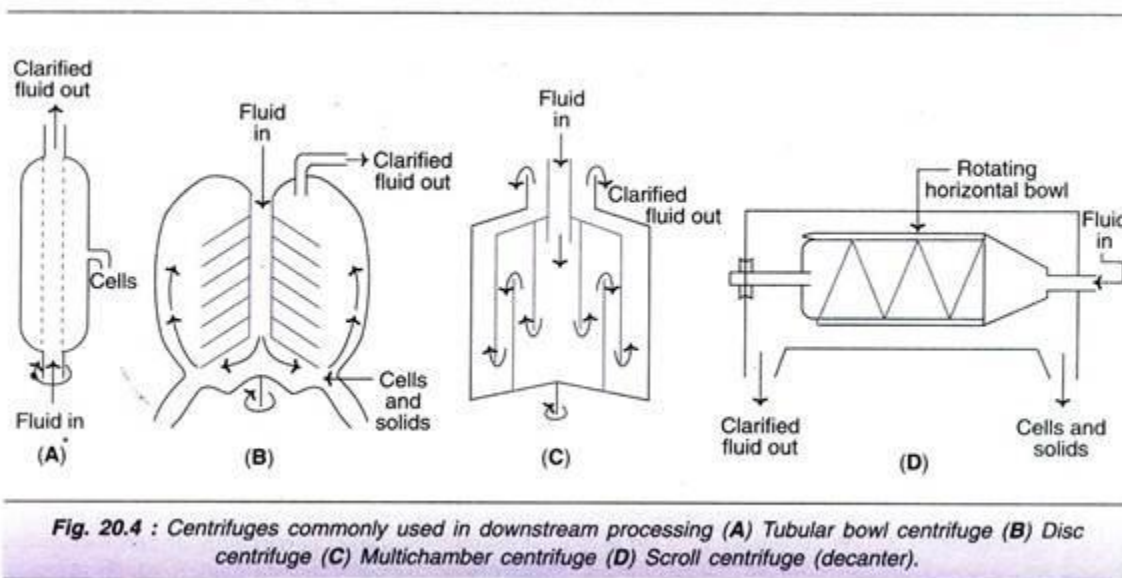 Clarified
fluid out
Cells
Fluid in
(A)
Fluid
in
Clarified
fluid out
Cells
and
solids
(B)
Fluid
in
Clarified
fluid out
(C)
Rotating
horizontal bowl
Fluid
in
Clarified
fluid out
Cells and
solids
(D)
Fig. 20.4 : Centrifuges commonly used in downstream processing (A) Tubular bowl centrifuge (B) Disc
centrifuge (C) Multichamber centrifuge (D) Scroll centrifuge (decanter).